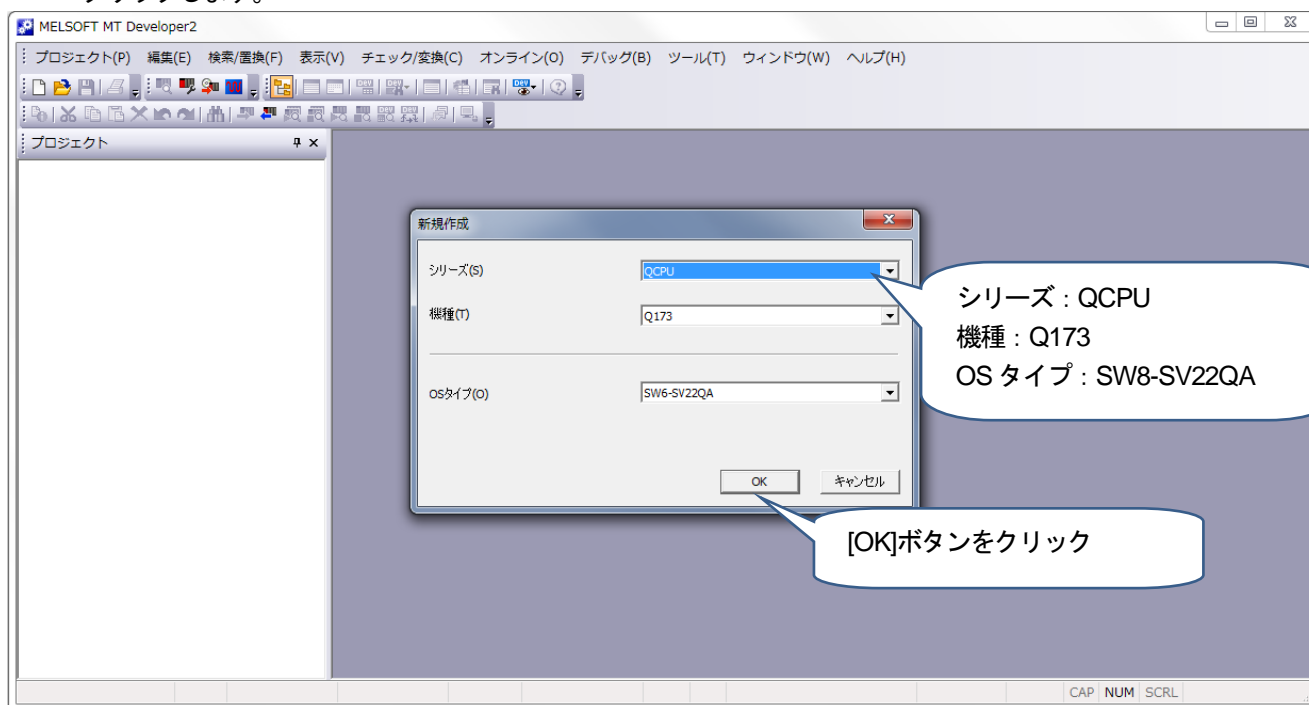 MELSOFT MT Developer2
プロジェクト(P) 編集(E) 検索/置換(F) 表示(V) チェック/変換(C) オンライン(O) デバッグ(B) ツール(T) ウィンドウ(W) ヘルプ(H)
プロジェクト
新規作成
シリーズ(S) QCPU
機種(T) Q173
OSタイプ(O) SW6-SV22QA
OK キャンセル
シリーズ：QCPU
機種：Q173
OS タイプ：SW8-SV22QA
[OK]ボタンをクリック
CAP NUM SCRL